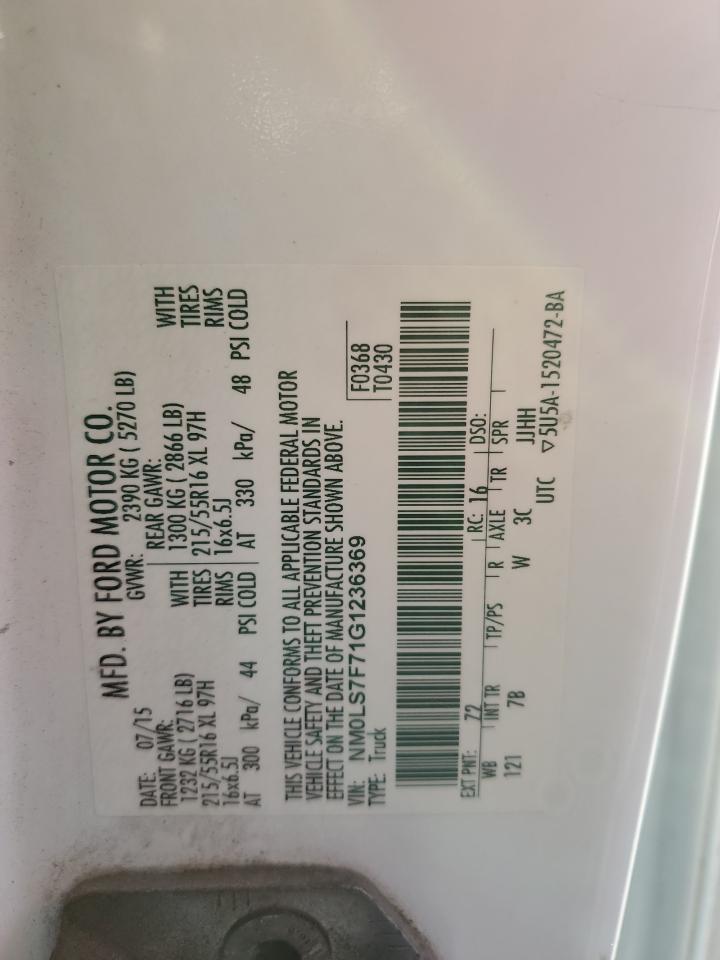 MFD. BY FORD MOTOR CO.
DATE: 07/15 GVWR: 2390 KG ( 5270 LB)
FRONT GAWR: REAR GAWR:
1232 KG ( 2716 LB) WITH 1300 KG ( 2866 LB) WITH
215/55R16 XL 97H TIRES 215/55R16 XL 97H TIRES
16x6.5J RIMS 16x6.5J RIMS
AT 300 kPa/ 44 PSI COLD AT 330 kPa/ 48 PSI COLD
THIS VEHICLE CONFORMS TO ALL APPLICABLE FEDERAL MOTOR
VEHICLE SAFETY AND THEFT PREVENTION STANDARDS IN
EFFECT ON THE DATE OF MANUFACTURE SHOWN ABOVE.
VIN: NM0LS7F71G1236369 F0368
TYPE: Truck T0430
EXT PNT: 7Z RC: 16 DSO:
WB INT TR TP/PS R AXLE TR SPR
121 7B W 3C JJHH
UTC ▽5U5A-1520472-BA